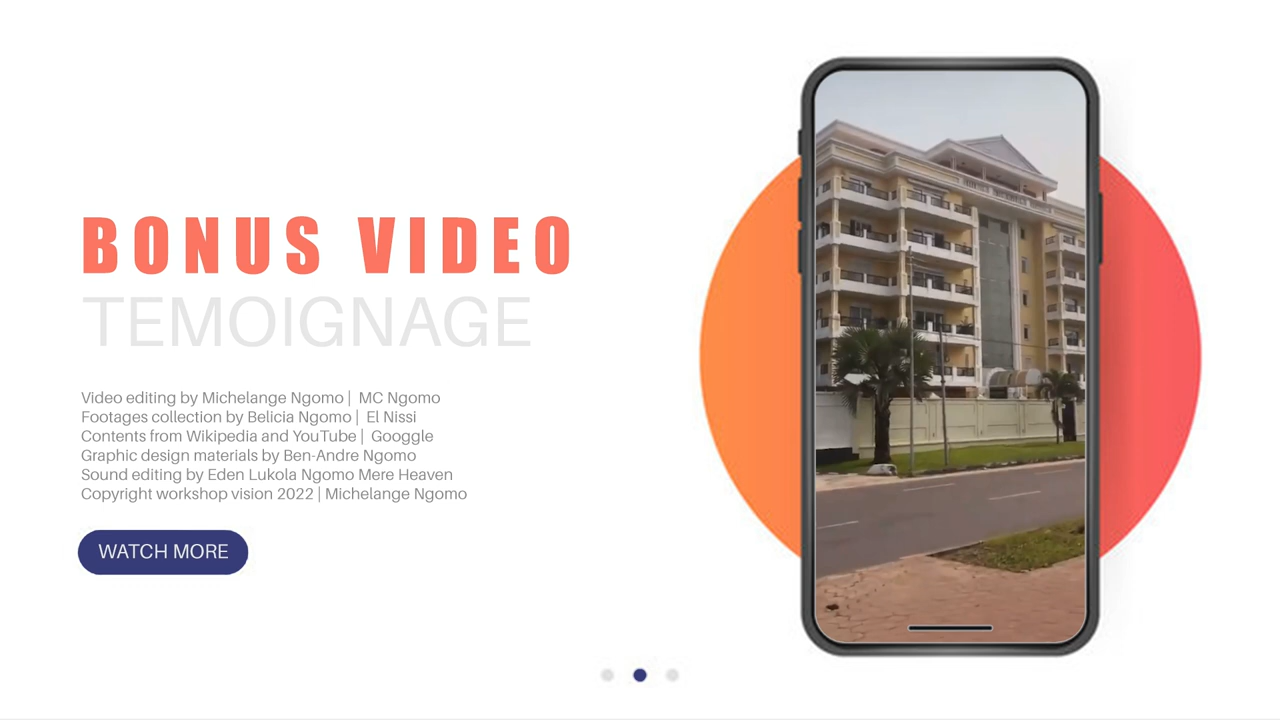 BONUS VIDEO
TEMOIGNAGE
Video editing by Michelange Ngomo | MC Ngomo
Footages collection by Belicia Ngomo | El Nissi
Contents from Wikipedia and YouTube | Googgle
Graphic design materials by Ben-Andre Ngomo
Sound editing by Eden Lukola Ngomo Mere Heaven
Copyright workshop vision 2022 | Michelange Ngomo
WATCH MORE